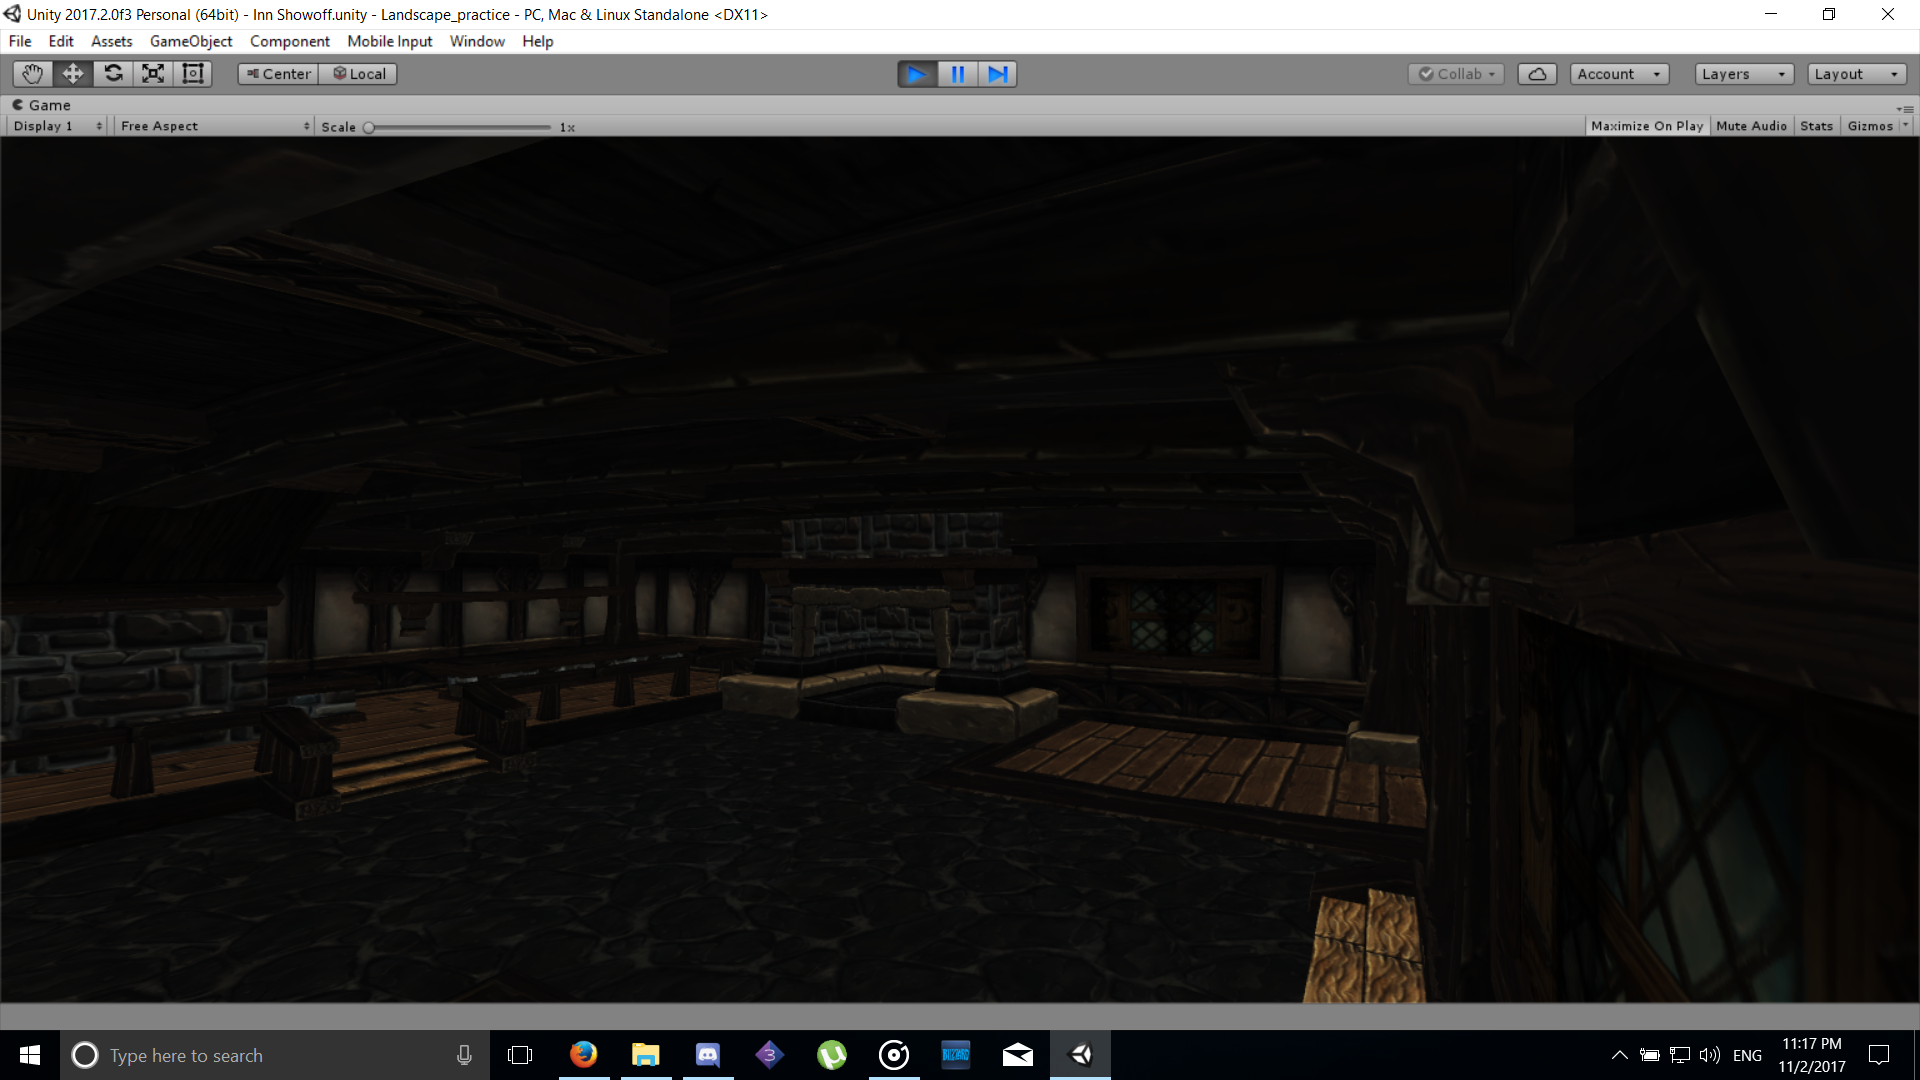 Unity 2017.2.0f3 Personal (64bit) - Inn Showoff.unity - Landscape_practice - PC, Mac & Linux Standalone <DX11>
File Edit Assets GameObject Component Mobile Input Window Help
Center Local Collab Account Layers Layout
Game
Display 1 Free Aspect Scale 1x Maximize On Play Mute Audio Stats Gizmos
Type here to search 3 BLIZZARD ENG 11:17 PM
11/2/2017